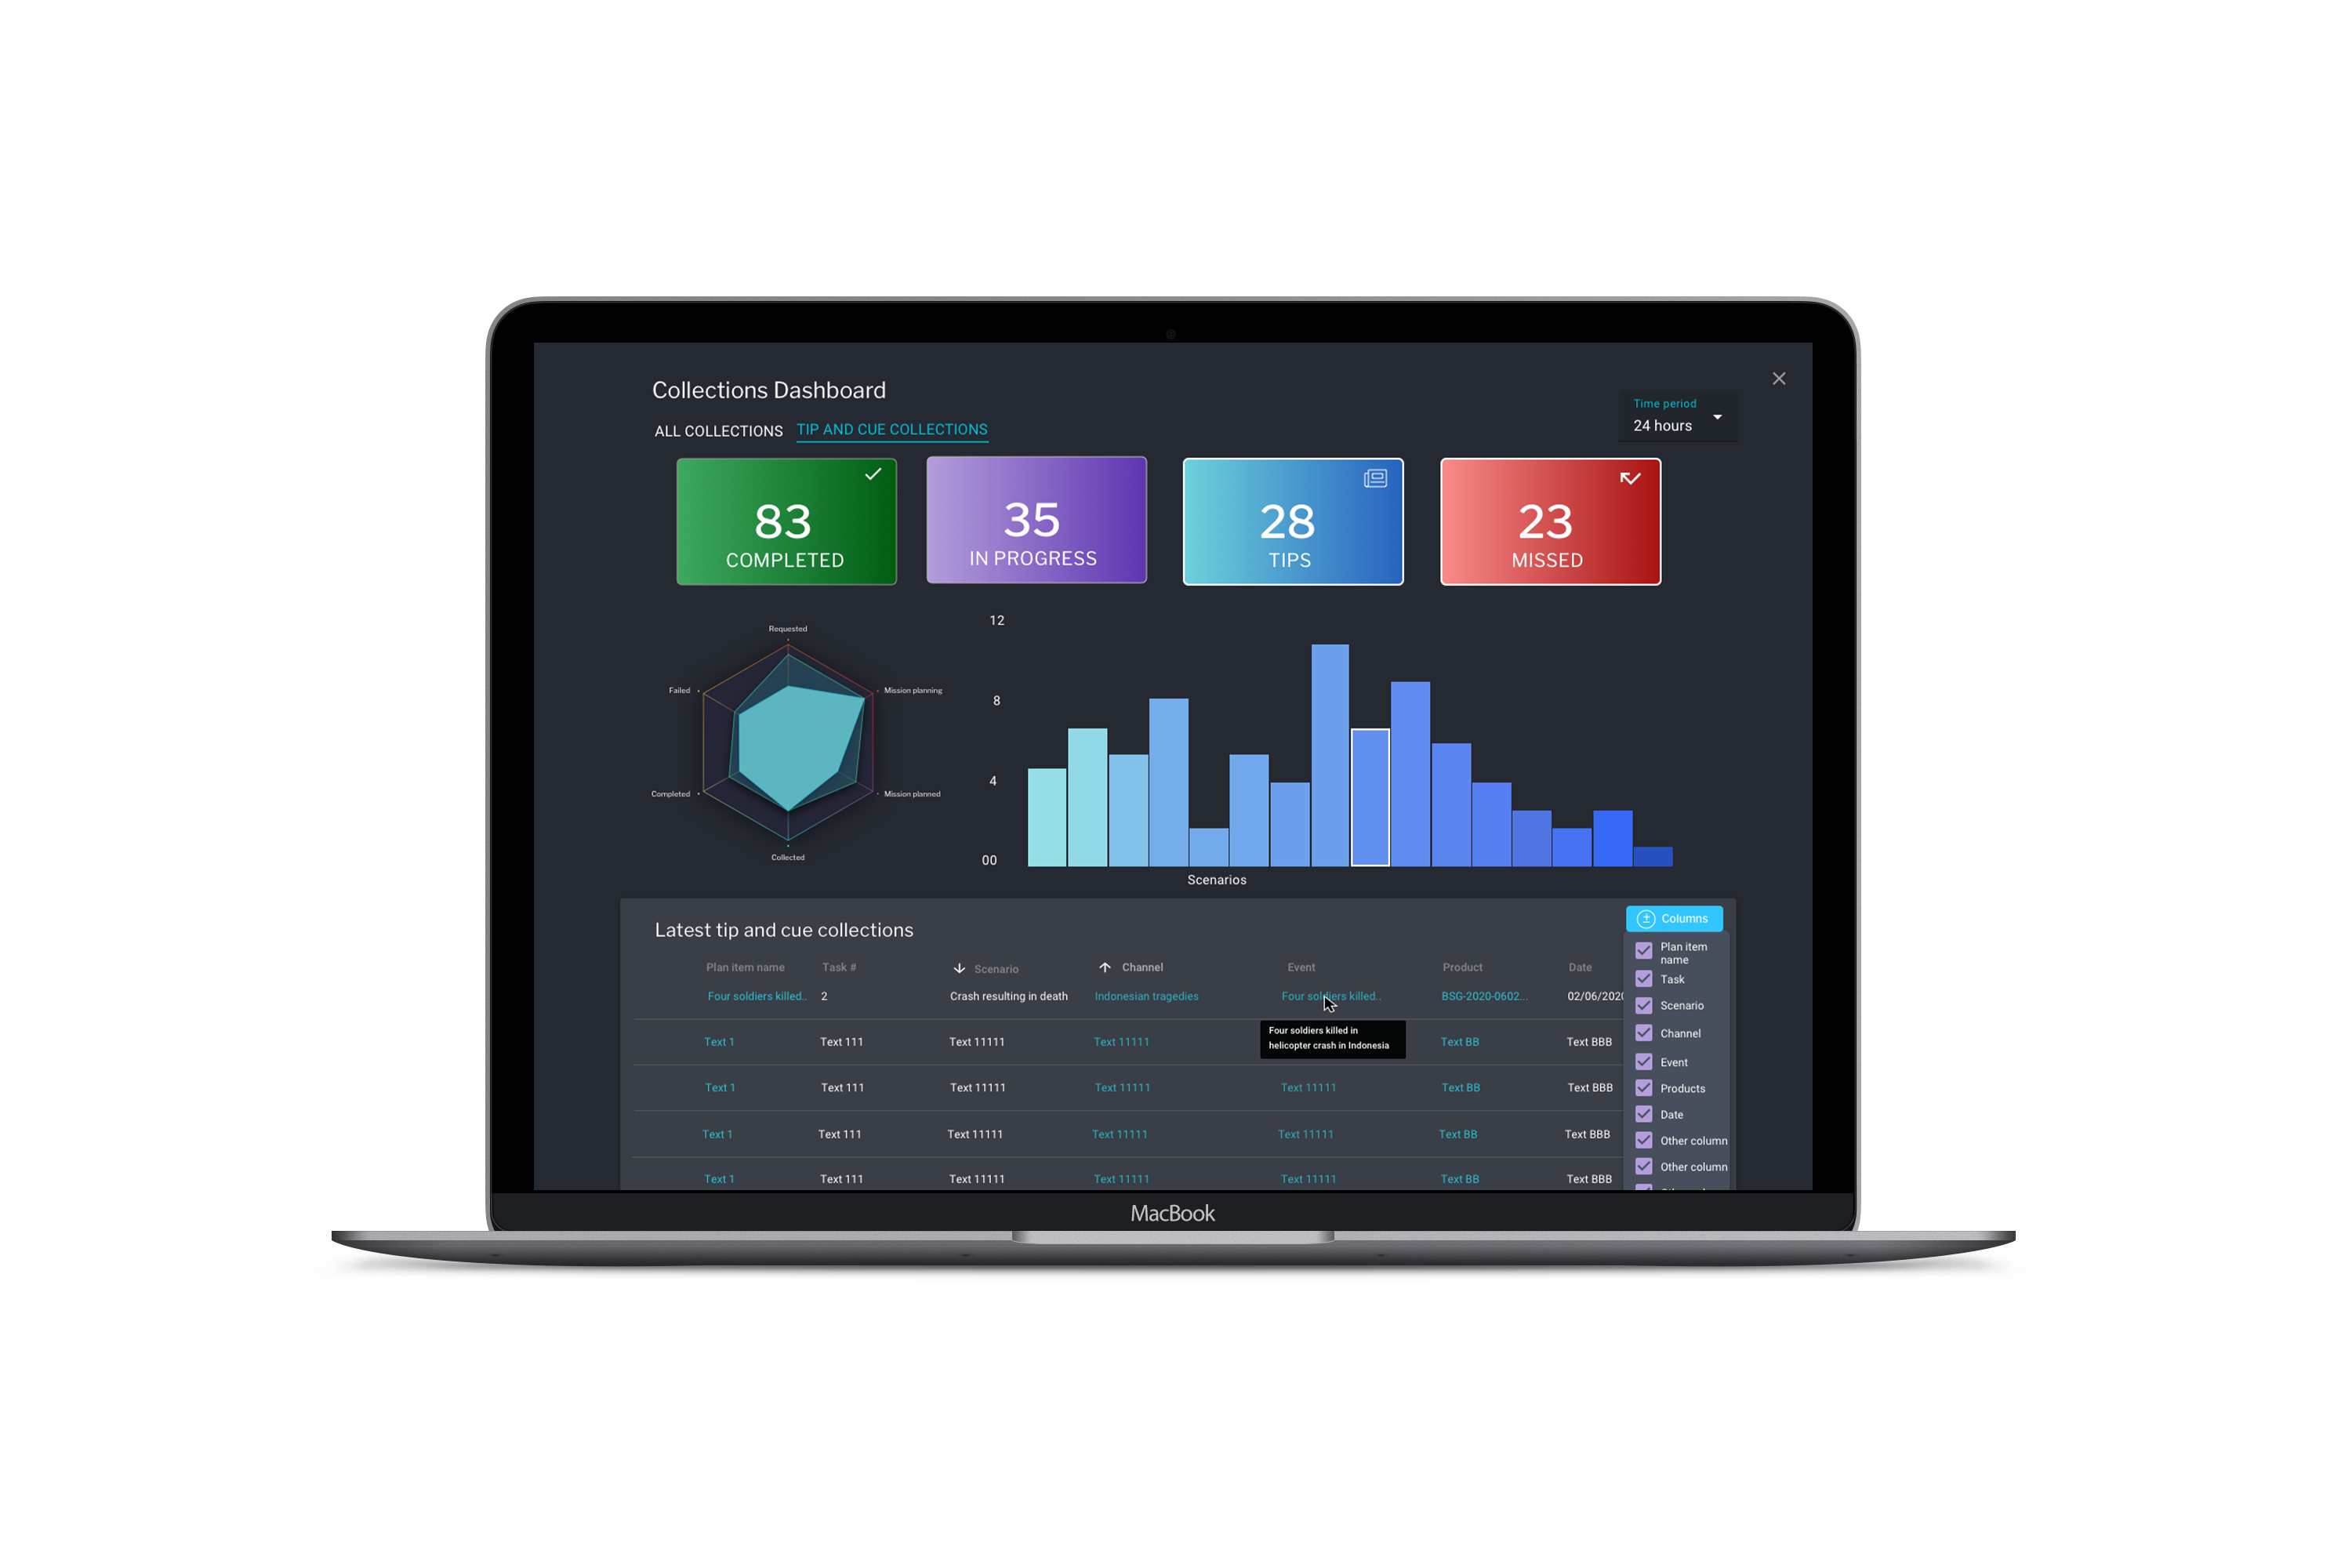 Collections Dashboard
ALL COLLECTIONS
TIP AND CUE COLLECTIONS
Time period
24 hours
83
COMPLETED
35
IN PROGRESS
28
TIPS
23
MISSED
Requested
Failed
Mission planning
Completed
Mission planned
Collected
12
8
4
00
Scenarios
Latest tip and cue collections
Columns
Plan item name Task # Scenario Channel Event Product Date
Four soldiers killed.. 2 Crash resulting in death Indonesian tragedies Four soldiers killed.. BSG-2020-0602... 02/06/2020
Four soldiers killed in
helicopter crash in Indonesia
Text 1 Text 111 Text 11111 Text 11111 Text BB Text BBB
Text 1 Text 111 Text 11111 Text 11111 Text 11111 Text BB Text BBB
Text 1 Text 111 Text 11111 Text 11111 Text 11111 Text BB Text BBB
Text 1 Text 111 Text 11111 Text 11111 Text 11111 Text BB Text BBB
Plan item
name
Task
Scenario
Channel
Event
Products
Date
Other column
Other column
MacBook